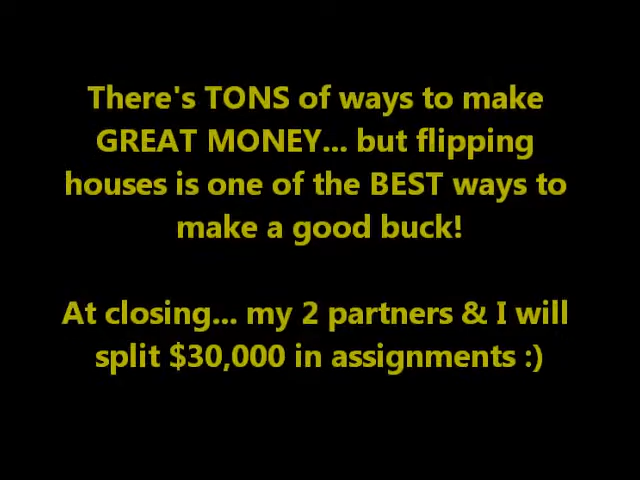 There's TONS of ways to make
GREAT MONEY... but flipping
houses is one of the BEST ways to
make a good buck!
At closing... my 2 partners & I will
split $30,000 in assignments :)